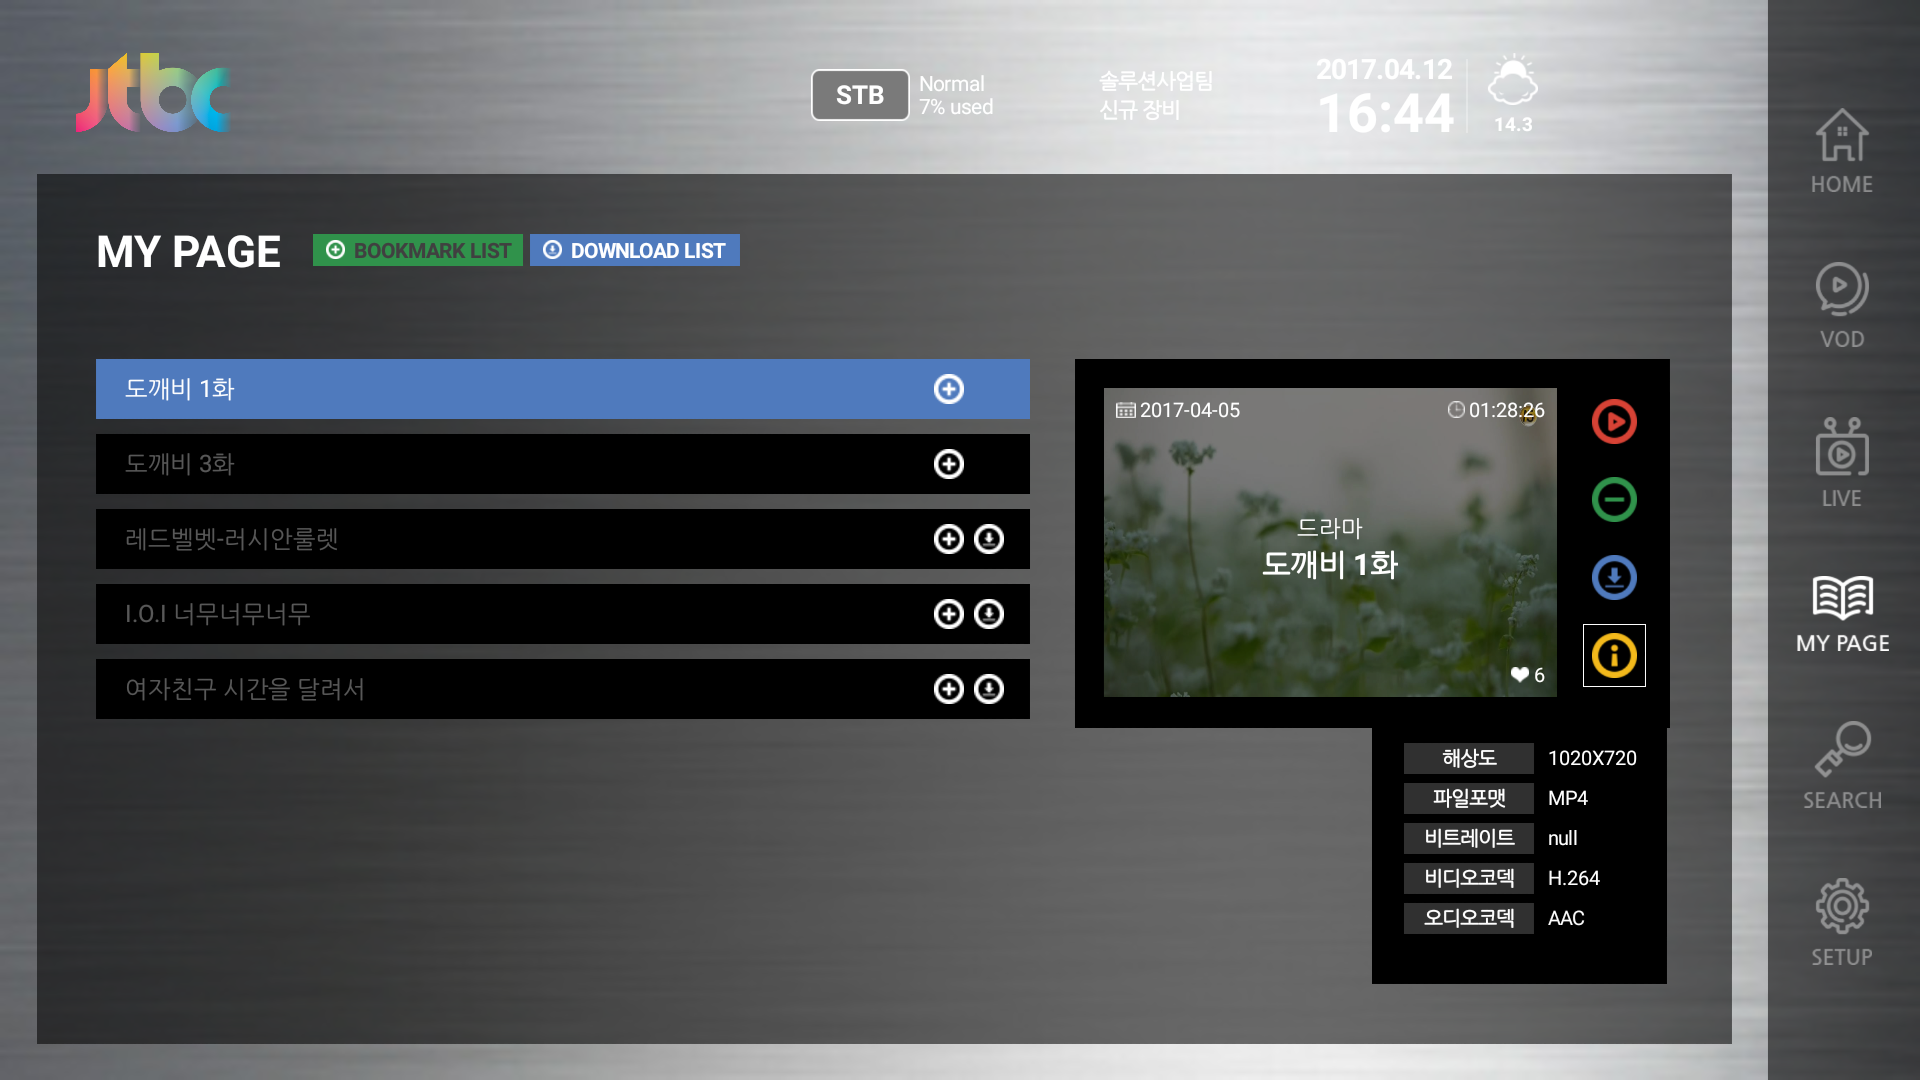 jtbc
STB
Normal
7% used
솔루션사업팀
신규 장비
2017.04.12
16:44
14.3
MY PAGE
BOOKMARK LIST
DOWNLOAD LIST
도깨비 1화
도깨비 3화
레드벨벳-러시안룰렛
I.O.I 너무너무너무
여자친구 시간을 달려서
2017-04-05
01:28:26
드라마
도깨비 1화
6
해상도 1020X720
파일포맷 MP4
비트레이트 null
비디오코덱 H.264
오디오코덱 AAC
HOME
VOD
LIVE
MY PAGE
SEARCH
SETUP